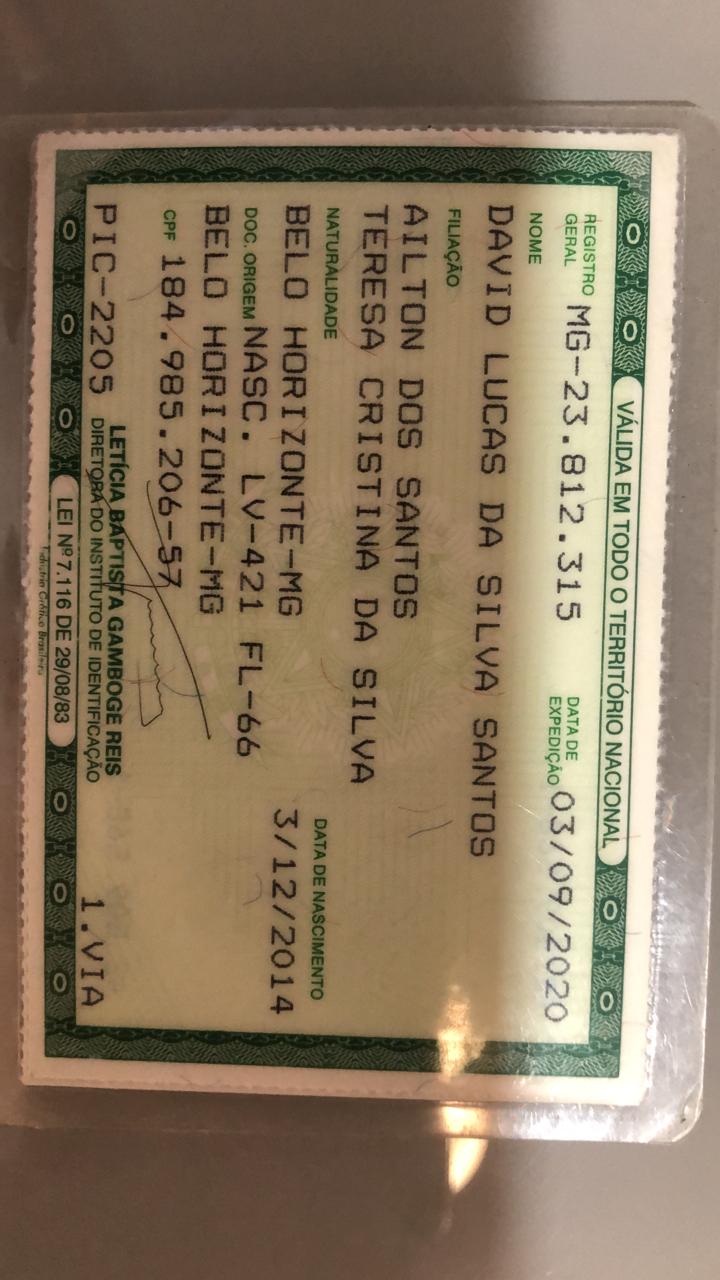 VÁLIDA EM TODO O TERRITÓRIO NACIONAL
REGISTRO GERAL MG-23.812.315 DATA DE EXPEDIÇÃO 03/09/2020
NOME
DAVID LUCAS DA SILVA SANTOS
FILIAÇÃO
AILTON DOS SANTOS
TERESA CRISTINA DA SILVA
NATURALIDADE DATA DE NASCIMENTO
BELO HORIZONTE-MG 3/12/2014
DOC. ORIGEM NASC. LV-421 FL-66
BELO HORIZONTE-MG
CPF 184.985.206-57
LETÍCIA BAPTISTA GAMBOGE REIS
PIC-2205 DIRETORA DO INSTITUTO DE IDENTIFICAÇÃO 1.VIA
LEI Nº 7.116 DE 29/08/83